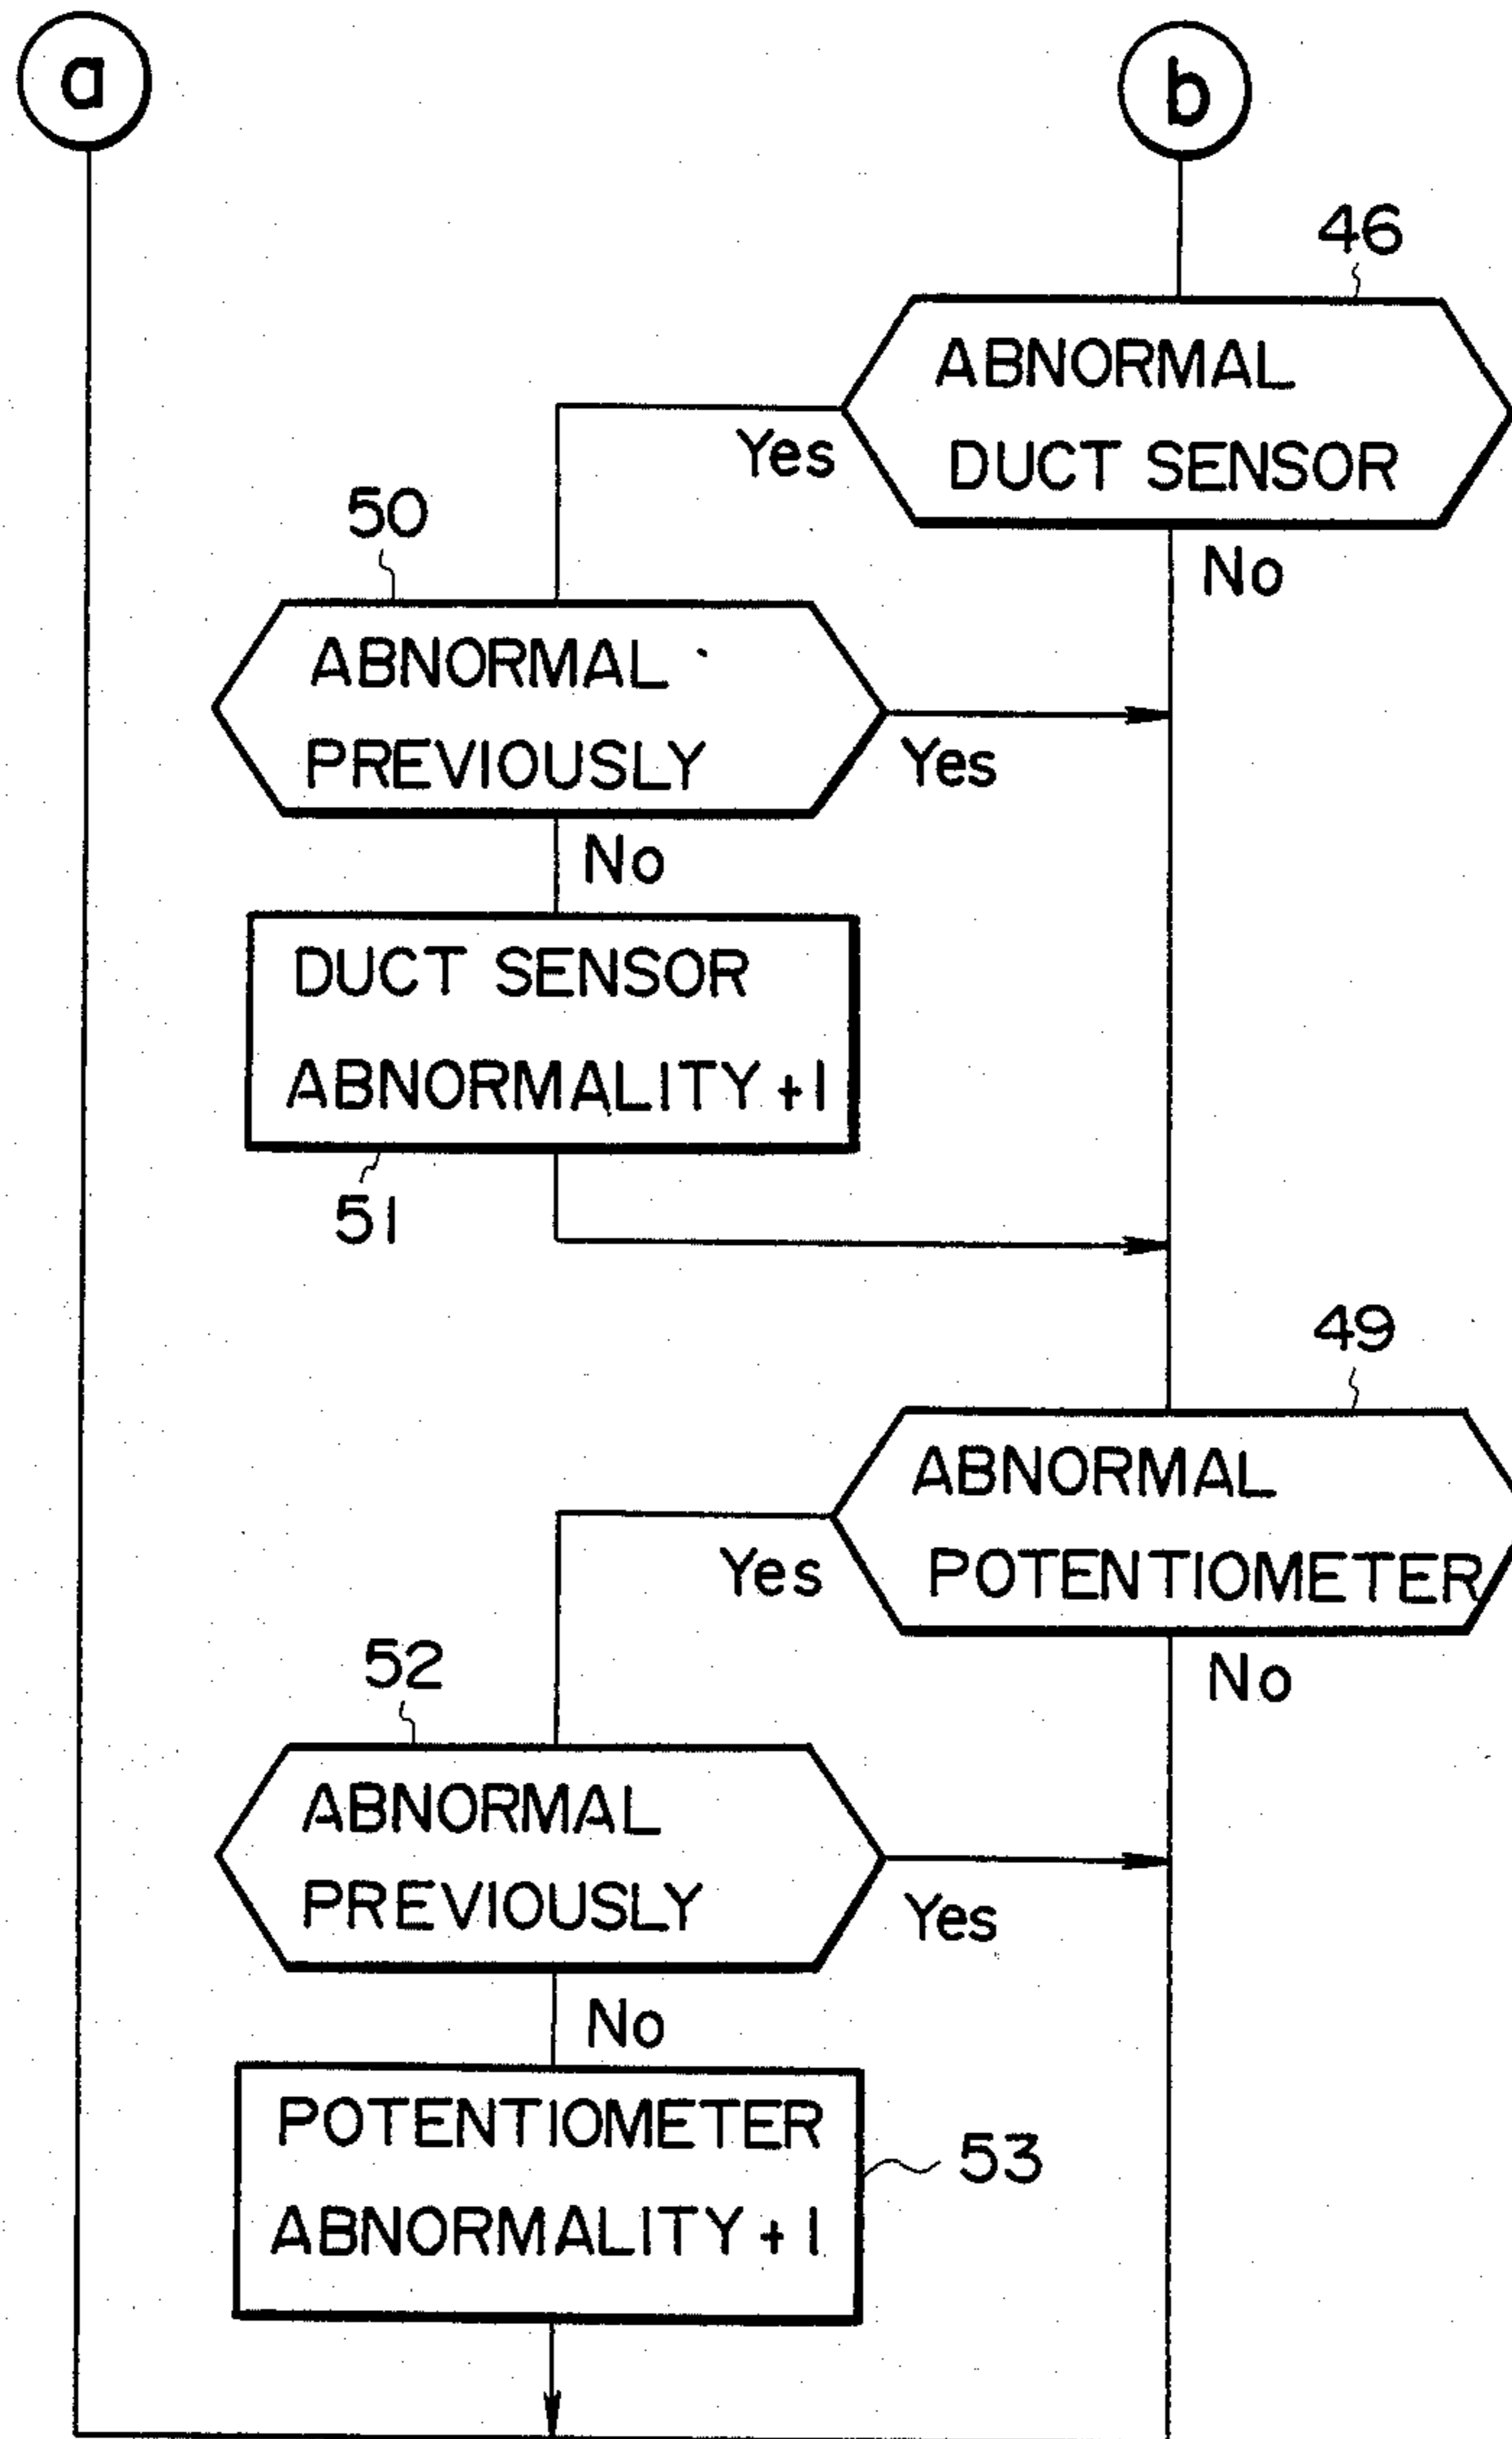 a
b
46
ABNORMAL
DUCT SENSOR
Yes
No
50
ABNORMAL
PREVIOUSLY
Yes
No
DUCT SENSOR
ABNORMALITY +1
51
49
ABNORMAL
POTENTIOMETER
Yes
No
52
ABNORMAL
PREVIOUSLY
Yes
No
POTENTIOMETER
ABNORMALITY +1
53